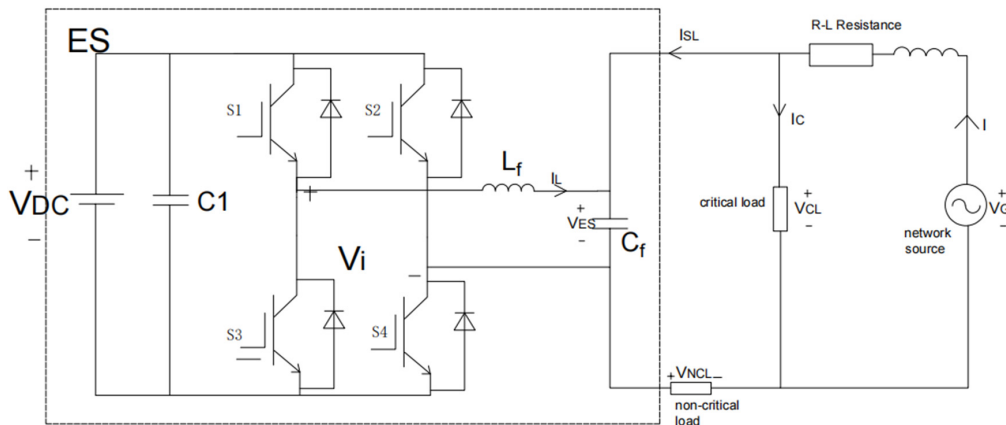 ES
R-L Resistance
ISL
S1
S2
IC
I
Lf
IL
+
VDC
−
C1
+
+
VES
-
Cf
critical load
+
VCL
-
network
source
+
VG
-
Vi
−
S3
S4
+VNCL−
non-critical
load